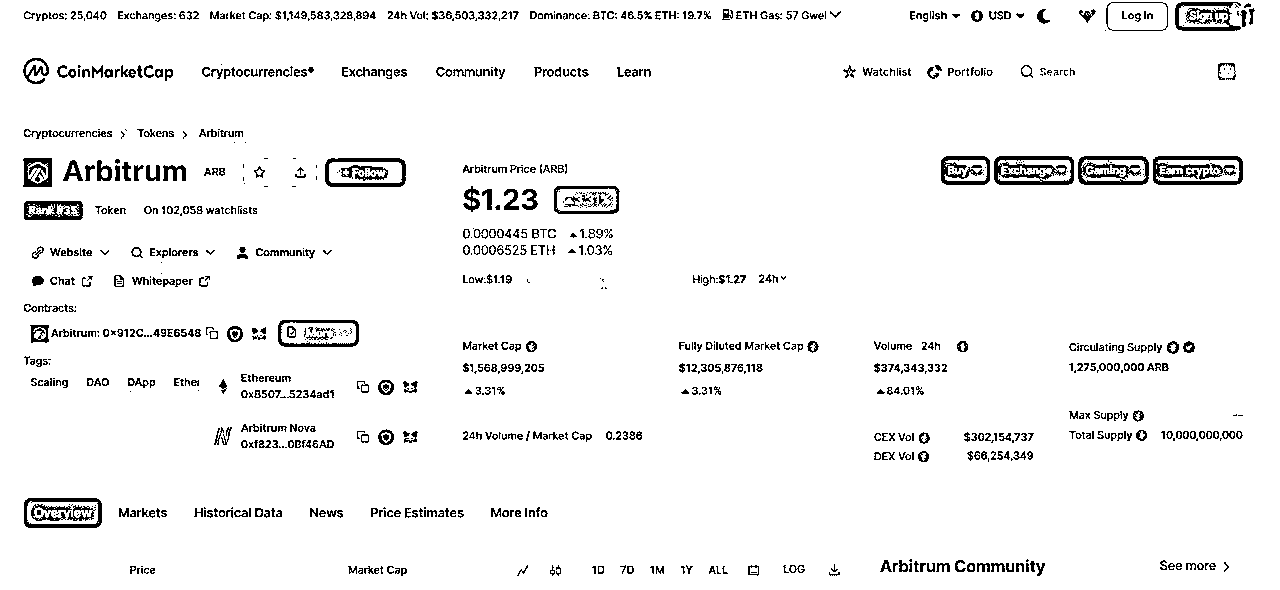 Cryptos: 25,040 Exchanges: 632 Market Cap: $1,149,583,328,894 24h Vol: $36,503,332,217 Dominance: BTC: 46.5% ETH: 19.7% ETH Gas: 57 Gwei English USD Log In Sign up
CoinMarketCap Cryptocurrencies Exchanges Community Products Learn Watchlist Portfolio Search
Cryptocurrencies > Tokens > Arbitrum
Arbitrum ARB Follow
Rank #35 Token On 102,058 watchlists
Website Explorers Community
Chat Whitepaper
Contracts:
Arbitrum: 0x912C...49E6548
Tags:
Scaling DAO DApp Ether
Ethereum
0xB507...5234ad1
Arbitrum Nova
0xf823...0Bf46AD
Arbitrum Price (ARB)
$1.23
0.0000445 BTC 1.89%
0.0006525 ETH 1.03%
Low:$1.19 High:$1.27 24h
Buy Exchange Gaming Earn crypto
Market Cap
$1,568,999,205
3.31%
Fully Diluted Market Cap
$12,305,876,118
3.31%
Volume 24h
$374,343,332
84.01%
Circulating Supply
1,275,000,000 ARB
24h Volume / Market Cap 0.2386
CEX Vol $302,154,737
DEX Vol $66,254,349
Max Supply --
Total Supply 10,000,000,000
Overview Markets Historical Data News Price Estimates More Info
Price Market Cap 1D 7D 1M 1Y ALL LOG
Arbitrum Community See more >